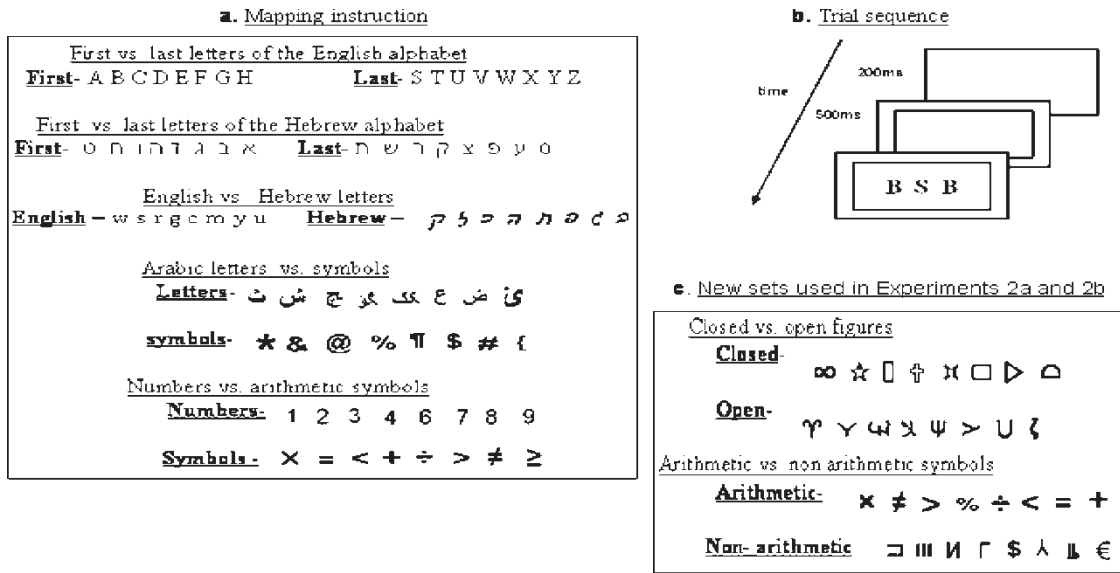 a. Mapping instruction
First vs last letters of the English alphabet
First- A B C D E F G H Last- S T U V W X Y Z
First vs last letters of the Hebrew alphabet
First- א ב ג ד ה ו ח ט Last- ס ע פ צ ק ר ש ת
English vs Hebrew letters
English – w s r g c m y u Hebrew –
Arabic letters vs. symbols
Letters- ث ش ج ع ض ئ
symbols- * & @ % ¶ $ # {
Numbers vs. arithmetic symbols
Numbers- 1 2 3 4 6 7 8 9
Symbols - × = < + ÷ > ≠ ≥
b. Trial sequence
time
200ms
500ms
B S B
c. New sets used in Experiments 2a and 2b
Closed vs. open figures
Closed- ∞ ☆
Open- ♈ Y Ψ > U ζ
Arithmetic vs non arithmetic symbols
Arithmetic- × ≠ > % ÷ < = +
Non- arithmetic $ €